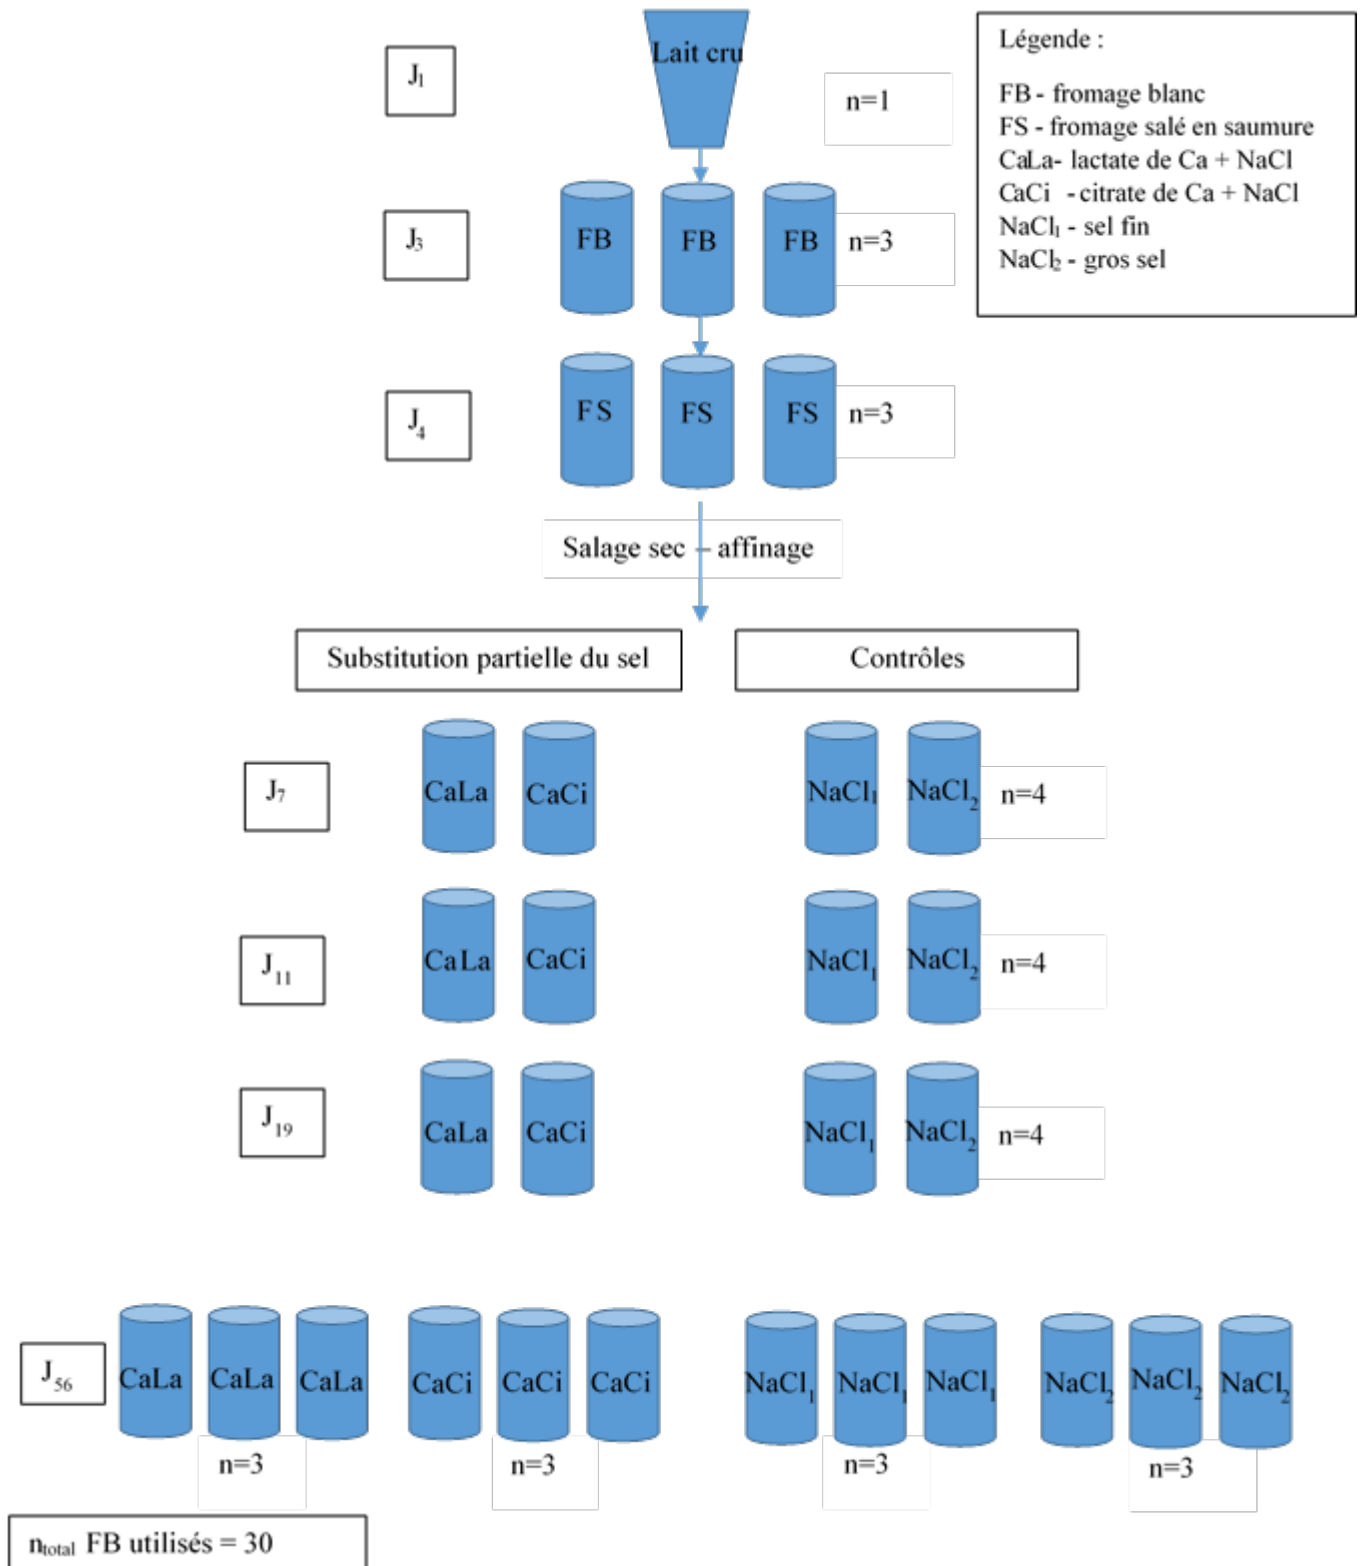 J₁
Lait cru
n=1
Légende :
FB - fromage blanc
FS - fromage salé en saumure
CaLa- lactate de Ca + NaCl
CaCi - citrate de Ca + NaCl
NaCl₁ - sel fin
NaCl₂ - gros sel
J₃
FB
FB
FB
n=3
J₄
FS
FS
FS
n=3
Salage sec – affinage
Substitution partielle du sel
Contrôles
J₇
CaLa
CaCi
NaCl₁
NaCl₂
n=4
J₁₁
CaLa
CaCi
NaCl₁
NaCl₂
n=4
J₁₉
CaLa
CaCi
NaCl₁
NaCl₂
n=4
J₅₆
CaLa
CaLa
CaLa
CaCi
CaCi
CaCi
NaCl₁
NaCl₁
NaCl₁
NaCl₂
NaCl₂
NaCl₂
n=3
n=3
n=3
n=3
n_total FB utilisés = 30